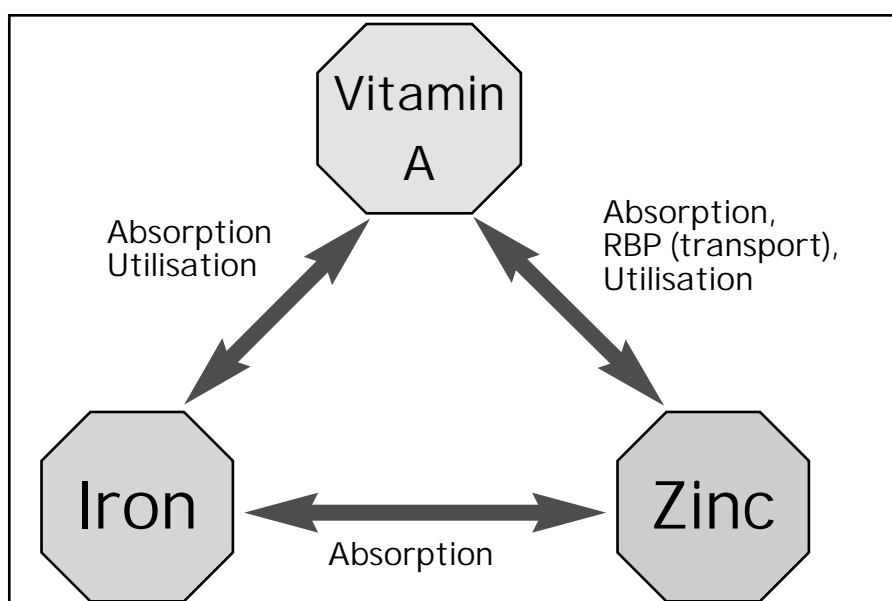 Vitamin
A
Absorption
Utilisation
Absorption,
RBP (transport),
Utilisation
Iron
Zinc
Absorption